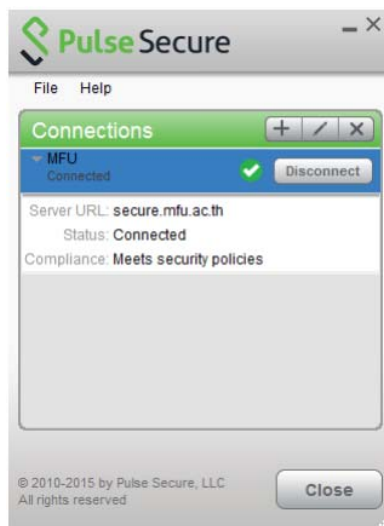 Pulse Secure
File Help
Connections
MFU
Connected
Disconnect
Server URL: secure.mfu.ac.th
Status: Connected
Compliance: Meets security policies
© 2010-2015 by Pulse Secure, LLC
All rights reserved
Close